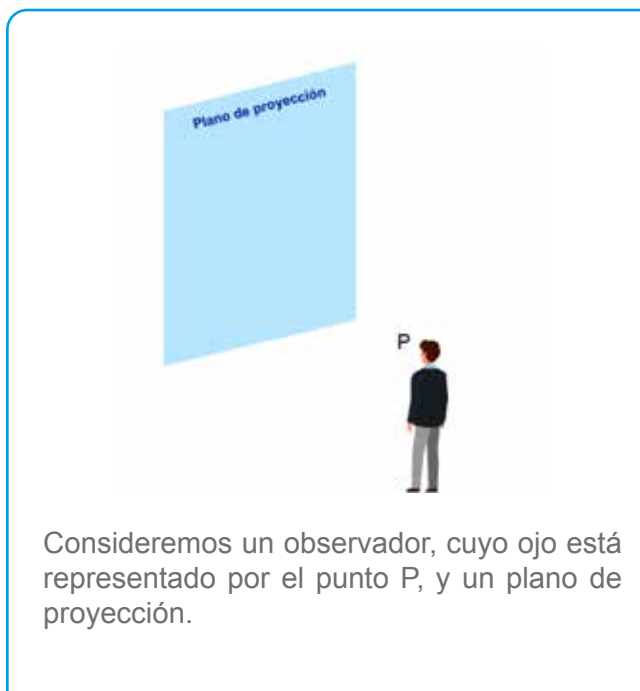 Plano de proyección
P
Consideremos un observador, cuyo ojo está
representado por el punto P, y un plano de
proyección.